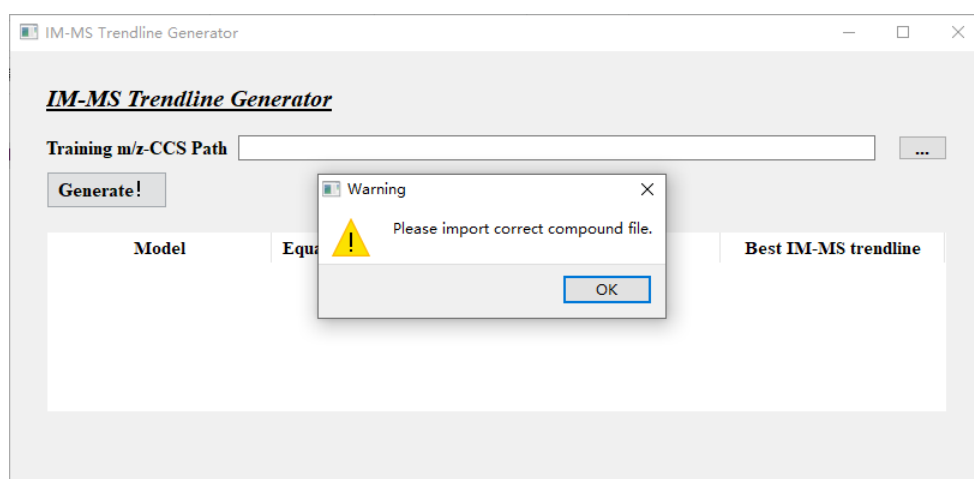 IM-MS Trendline Generator
IM-MS Trendline Generator
Training m/z-CCS Path
...
Generate!
Warning
Please import correct compound file.
OK
Model
Best IM-MS trendline